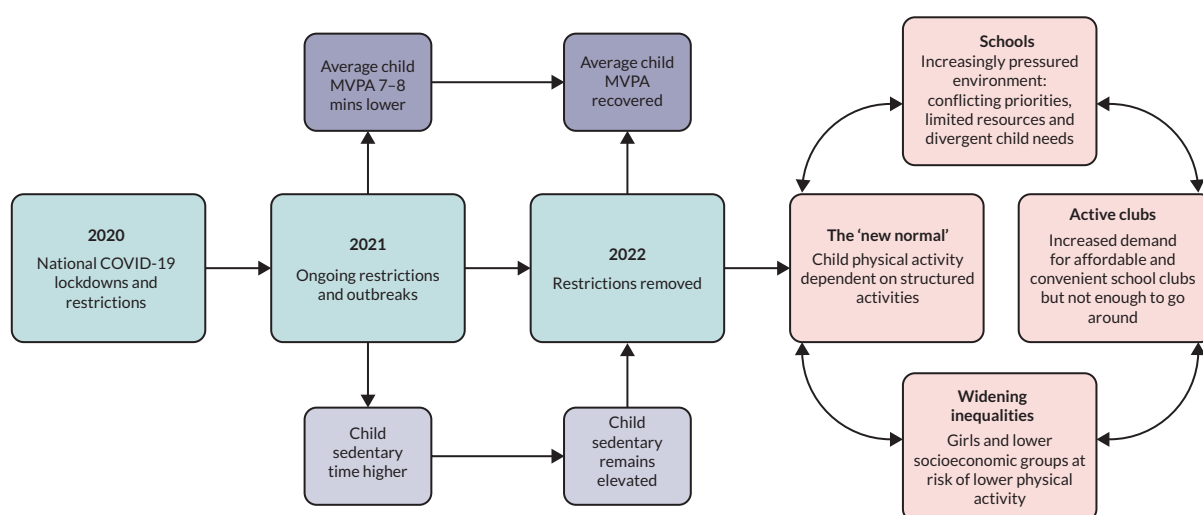 Average child
MVPA 7–8
mins lower
Average child
MVPA
recovered
Schools
Increasingly pressured
environment:
conflicting priorities,
limited resources and
divergent child needs
2020
National COVID-19
lockdowns and
restrictions
2021
Ongoing restrictions
and outbreaks
2022
Restrictions removed
The ‘new normal’
Child physical activity
dependent on structured
activities
Active clubs
Increased demand
for affordable and
convenient school clubs
but not enough to go
around
Child
sedentary
time higher
Child
sedentary
remains
elevated
Widening
inequalities
Girls and lower
socioeconomic groups at
risk of lower physical
activity